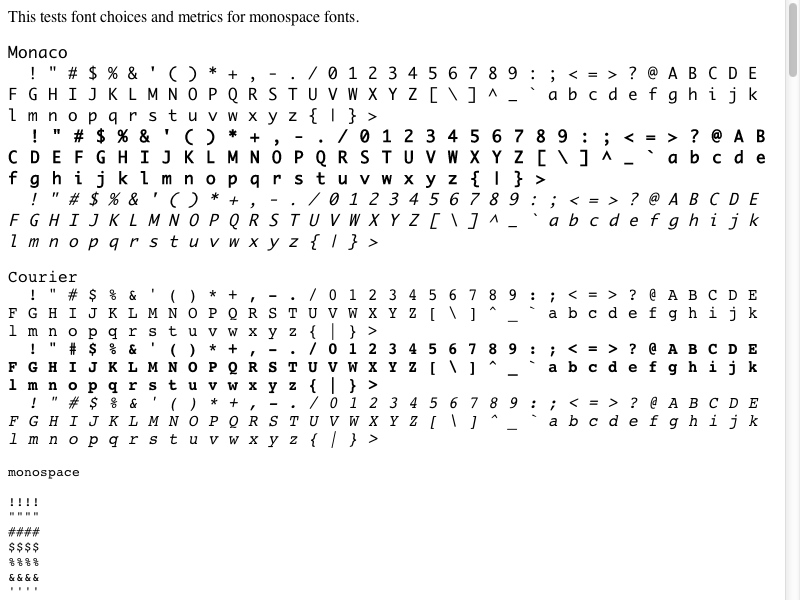 This tests font choices and metrics for monospace fonts.
Monaco
! " # $ % & ' ( ) * + , - . / 0 1 2 3 4 5 6 7 8 9 : ; < = > ? @ A B C D E
F G H I J K L M N O P Q R S T U V W X Y Z [ \ ] ^ _ ` a b c d e f g h i j k
l m n o p q r s t u v w x y z { | } >
! " # $ % & ' ( ) * + , - . / 0 1 2 3 4 5 6 7 8 9 : ; < = > ? @ A B
C D E F G H I J K L M N O P Q R S T U V W X Y Z [ \ ] ^ _ ` a b c d e
f g h i j k l m n o p q r s t u v w x y z { | } >
! " # $ % & ' ( ) * + , - . / 0 1 2 3 4 5 6 7 8 9 : ; < = > ? @ A B C D E
F G H I J K L M N O P Q R S T U V W X Y Z [ \ ] ^ _ ` a b c d e f g h i j k
l m n o p q r s t u v w x y z { | } >
Courier
! " # $ % & ' ( ) * + , - . / 0 1 2 3 4 5 6 7 8 9 : ; < = > ? @ A B C D E
F G H I J K L M N O P Q R S T U V W X Y Z [ \ ] ^ _ ` a b c d e f g h i j k
l m n o p q r s t u v w x y z { | } >
! " # $ % & ' ( ) * + , - . / 0 1 2 3 4 5 6 7 8 9 : ; < = > ? @ A B C D E
F G H I J K L M N O P Q R S T U V W X Y Z [ \ ] ^ _ ` a b c d e f g h i j k
l m n o p q r s t u v w x y z { | } >
! " # $ % & ' ( ) * + , - . / 0 1 2 3 4 5 6 7 8 9 : ; < = > ? @ A B C D E
F G H I J K L M N O P Q R S T U V W X Y Z [ \ ] ^ _ ` a b c d e f g h i j k
l m n o p q r s t u v w x y z { | } >
monospace
!!!!
""""
####
$$$$
%%%%
&&&&
''''